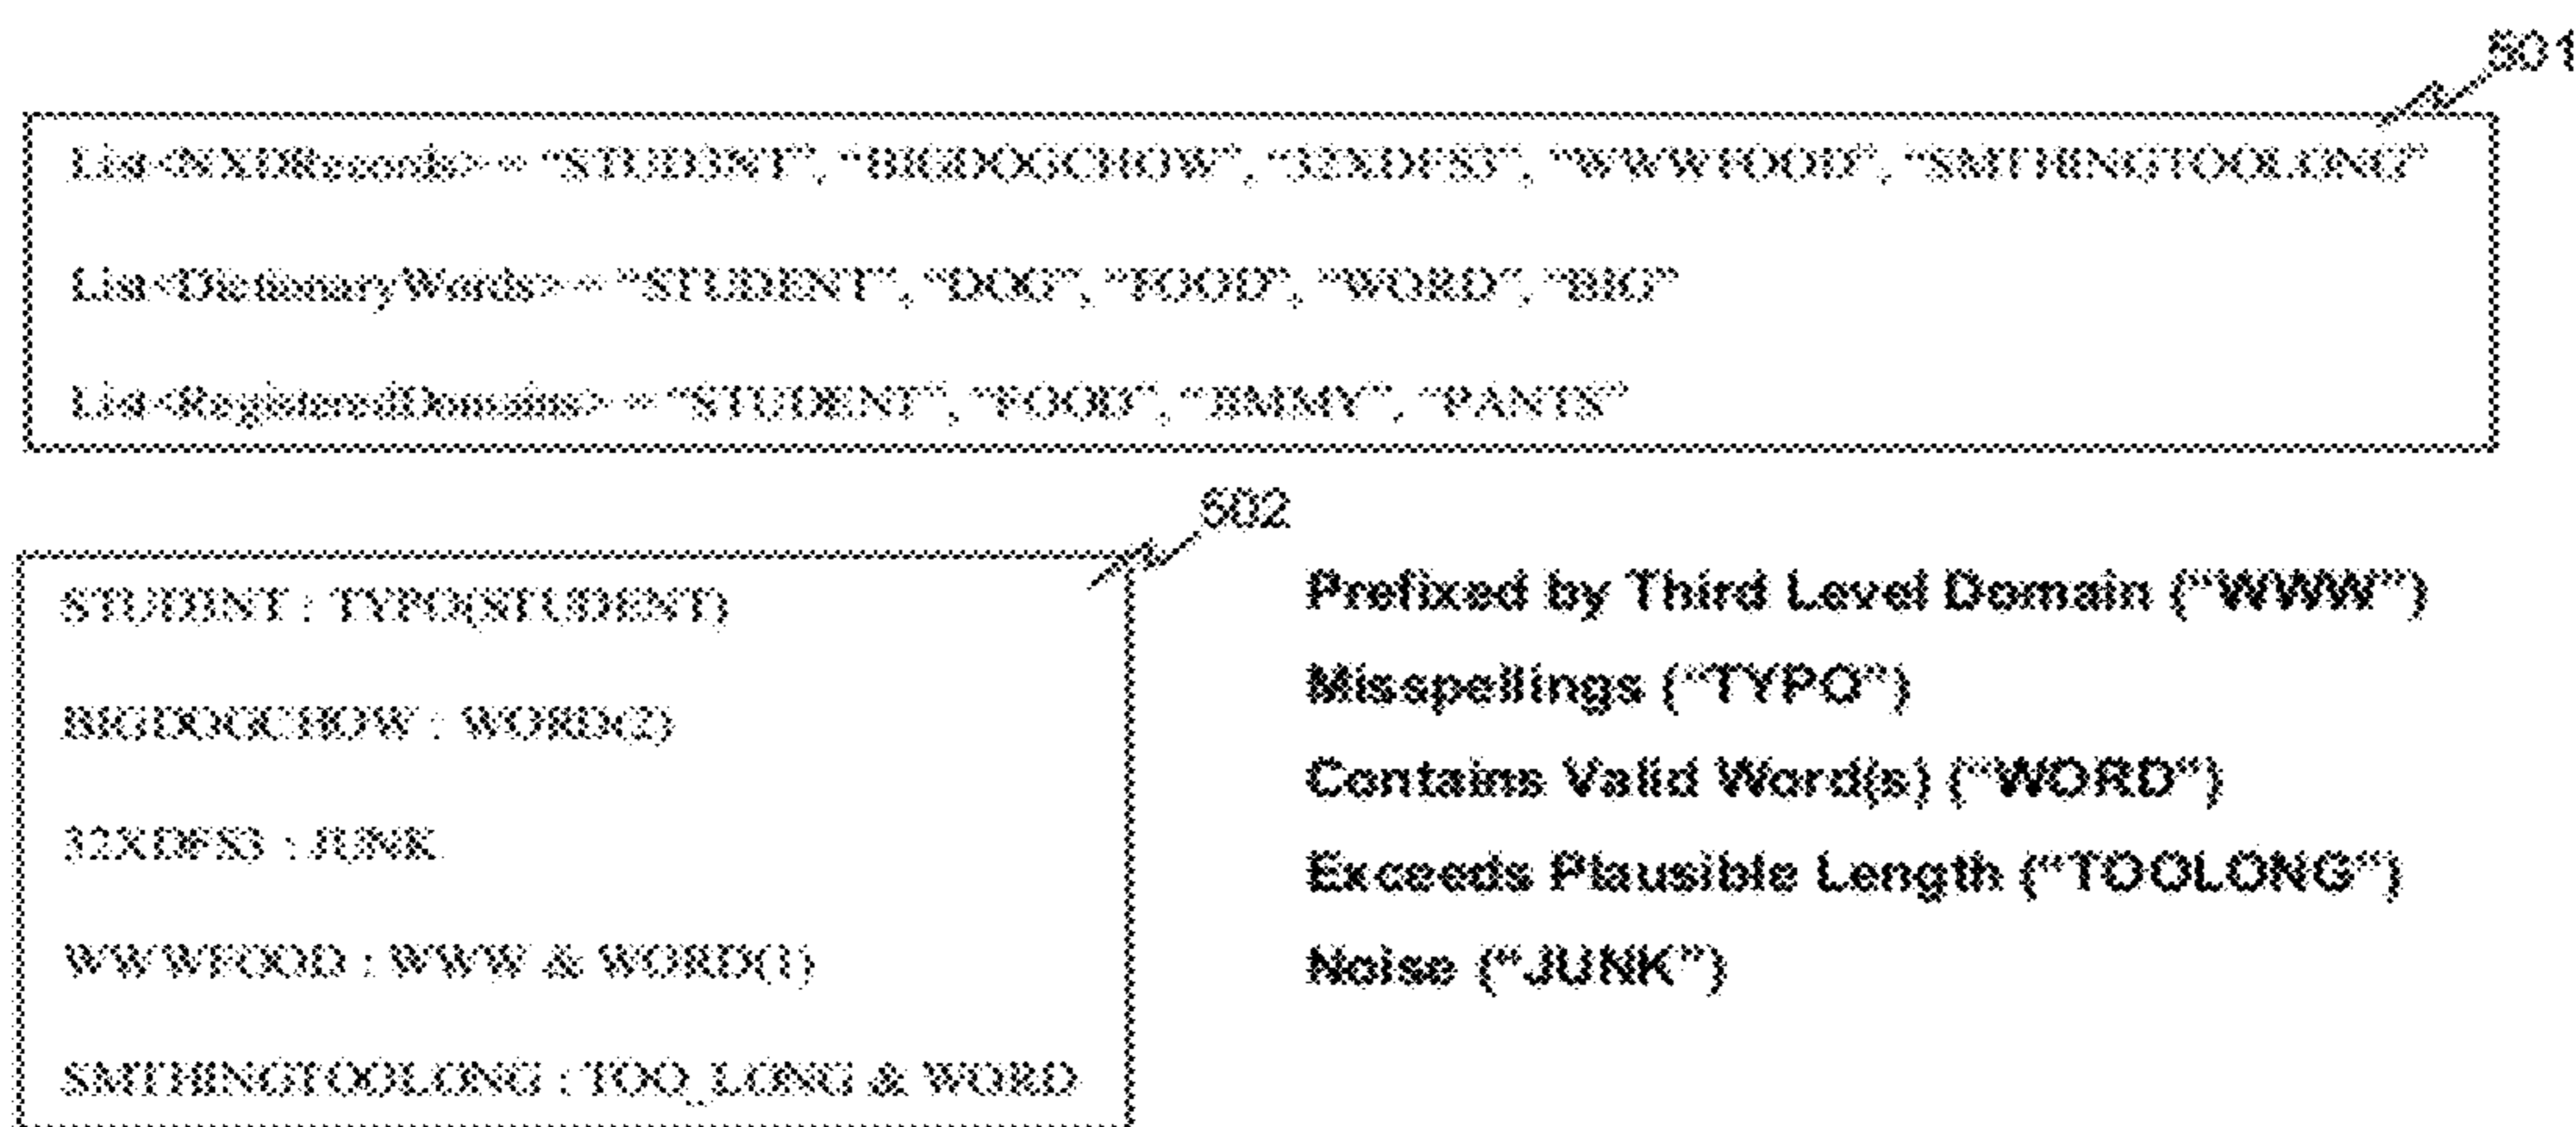 501
List<NXDRecords> = “STUD3NT”, “BIGDOGCHOW”, “32XDFS3”, “WWWFOOD”, “SMTHINGTOOLONG”
List<DictionaryWords> = “STUDENT”, “DOG”, “FOOD”, “WORD”, “BIG”
List<RegisteredDomains> = “STUDENT”, “FOOD”, “JIMMY”, “PANTS”
502
STUD3NT : TYPO(STUDENT)
BIGDOGCHOW : WORD(2)
32XDFS3 : JUNK
WWWFOOD : WWW & WORD(1)
SMTHINGTOOLONG : TOO_LONG & WORD
Prefixed by Third Level Domain (“WWW”)
Misspellings (“TYPO”)
Contains Valid Word(s) (“WORD”)
Exceeds Plausible Length (“TOOLONG”)
Noise (“JUNK”)